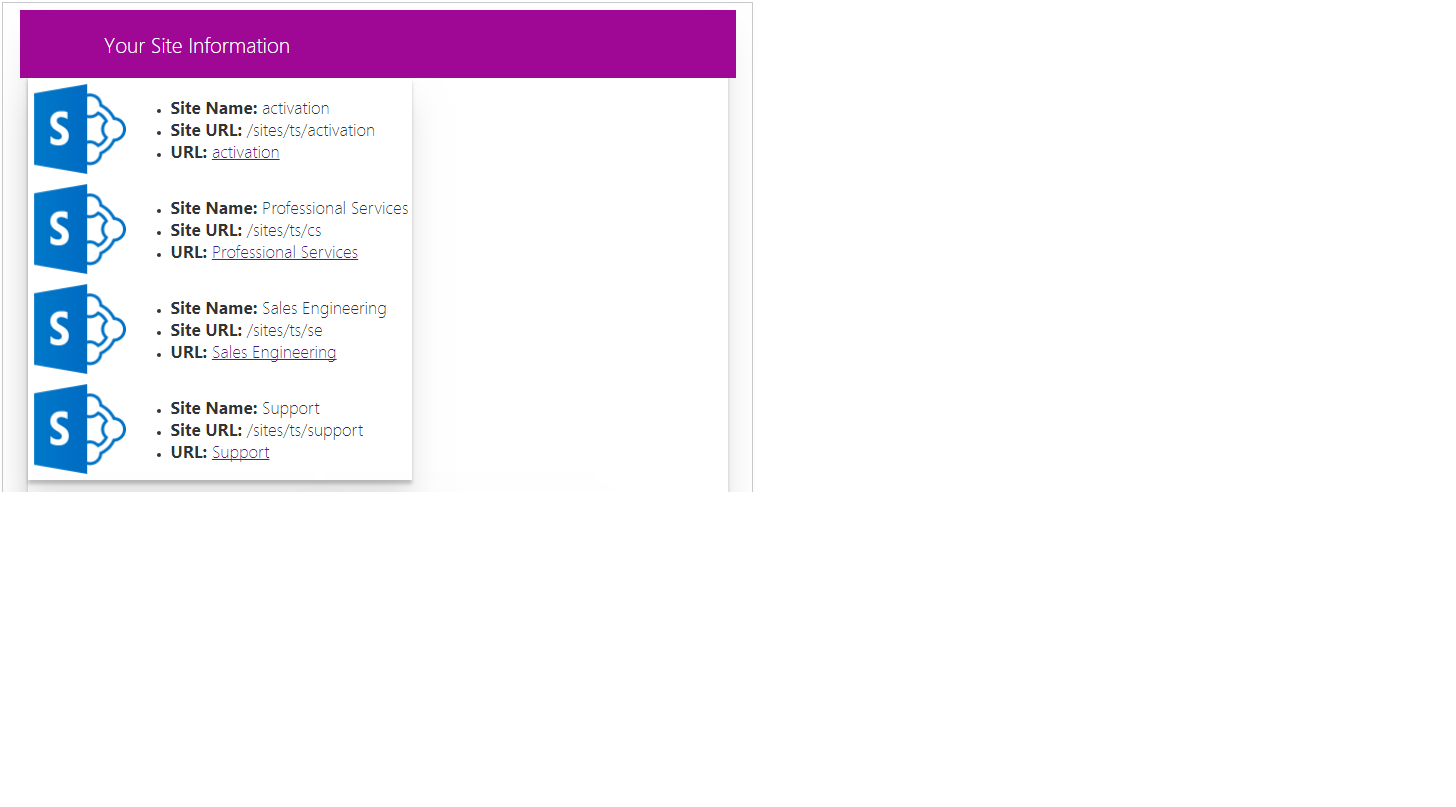 Your Site Information
S
Site Name: activation
Site URL: /sites/ts/activation
URL: activation
S
Site Name: Professional Services
Site URL: /sites/ts/cs
URL: Professional Services
S
Site Name: Sales Engineering
Site URL: /sites/ts/se
URL: Sales Engineering
S
Site Name: Support
Site URL: /sites/ts/support
URL: Support